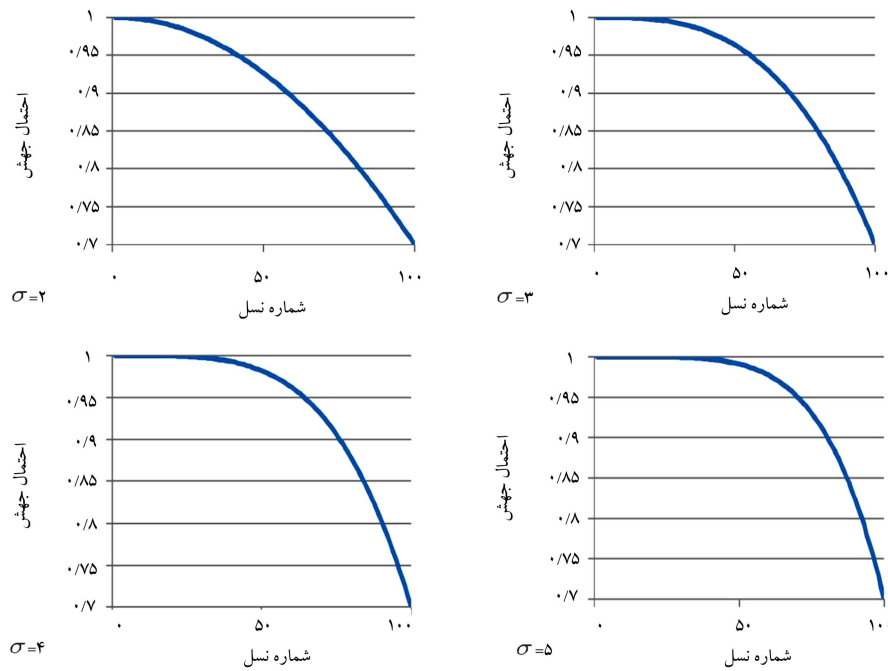 ۱
۰/۹۵
۰/۹
۰/۸۵
۰/۸
۰/۷۵
۰/۷
احتمال جهش
۰ ۵۰ ۱۰۰
شماره نسل
σ=۲
۱
۰/۹۵
۰/۹
۰/۸۵
۰/۸
۰/۷۵
۰/۷
احتمال جهش
۰ ۵۰ ۱۰۰
شماره نسل
σ=۳
۱
۰/۹۵
۰/۹
۰/۸۵
۰/۸
۰/۷۵
۰/۷
احتمال جهش
۰ ۵۰ ۱۰۰
شماره نسل
σ=۴
۱
۰/۹۵
۰/۹
۰/۸۵
۰/۸
۰/۷۵
۰/۷
احتمال جهش
۰ ۵۰ ۱۰۰
شماره نسل
σ=۵